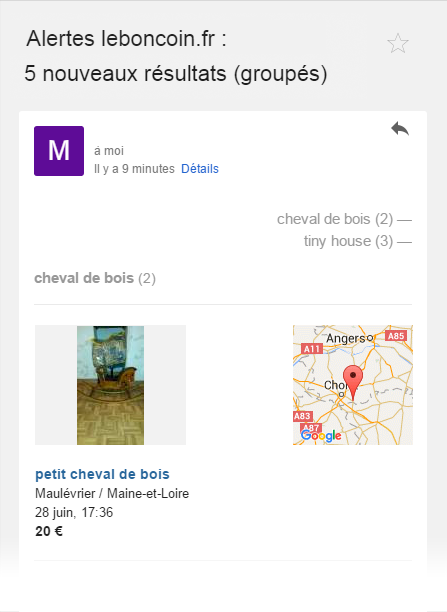 Alertes leboncoin.fr :
5 nouveaux résultats (groupés)
M
à moi
Il y a 9 minutes Détails
cheval de bois (2) —
tiny house (3) —
cheval de bois (2)
Angers
A85
A11
Chol
A83
A87
Google
petit cheval de bois
Maulévrier / Maine-et-Loire
28 juin, 17:36
20 €